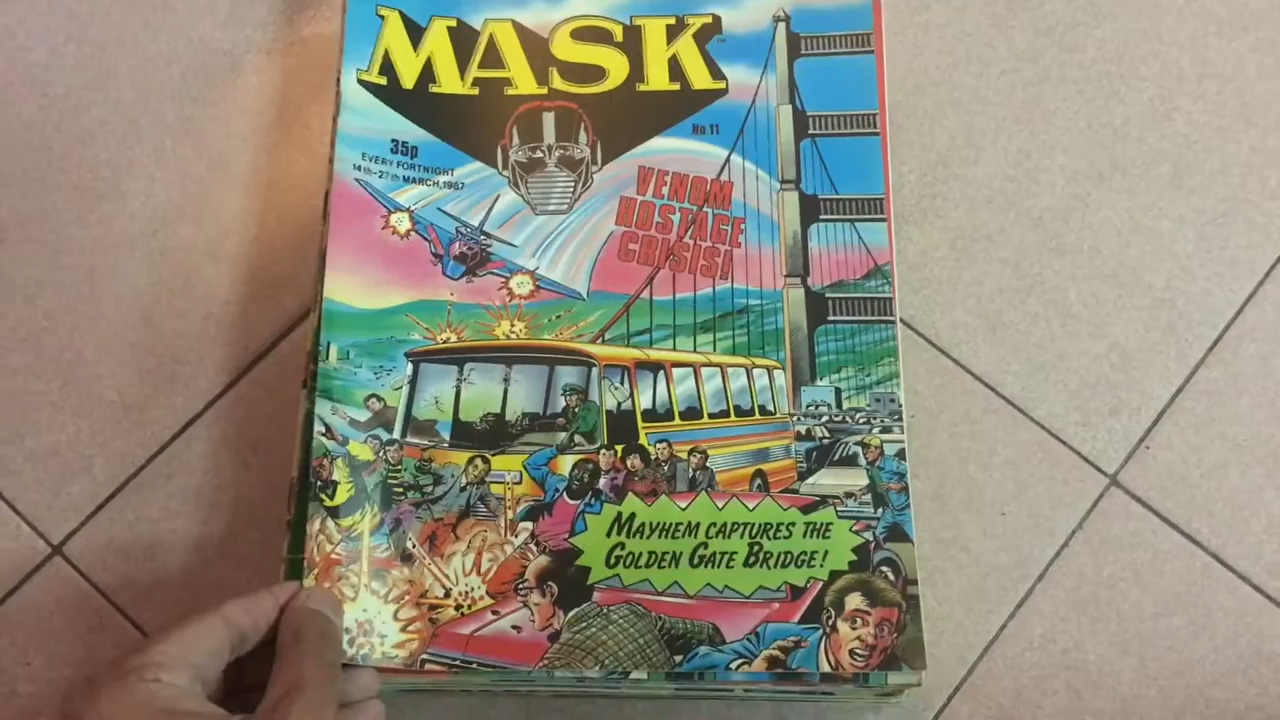 MASK
TM
No.11
35p
EVERY FORTNIGHT
14th-27th MARCH, 1987
VENOM
HOSTAGE
CRISIS!
MAYHEM CAPTURES THE
GOLDEN GATE BRIDGE!